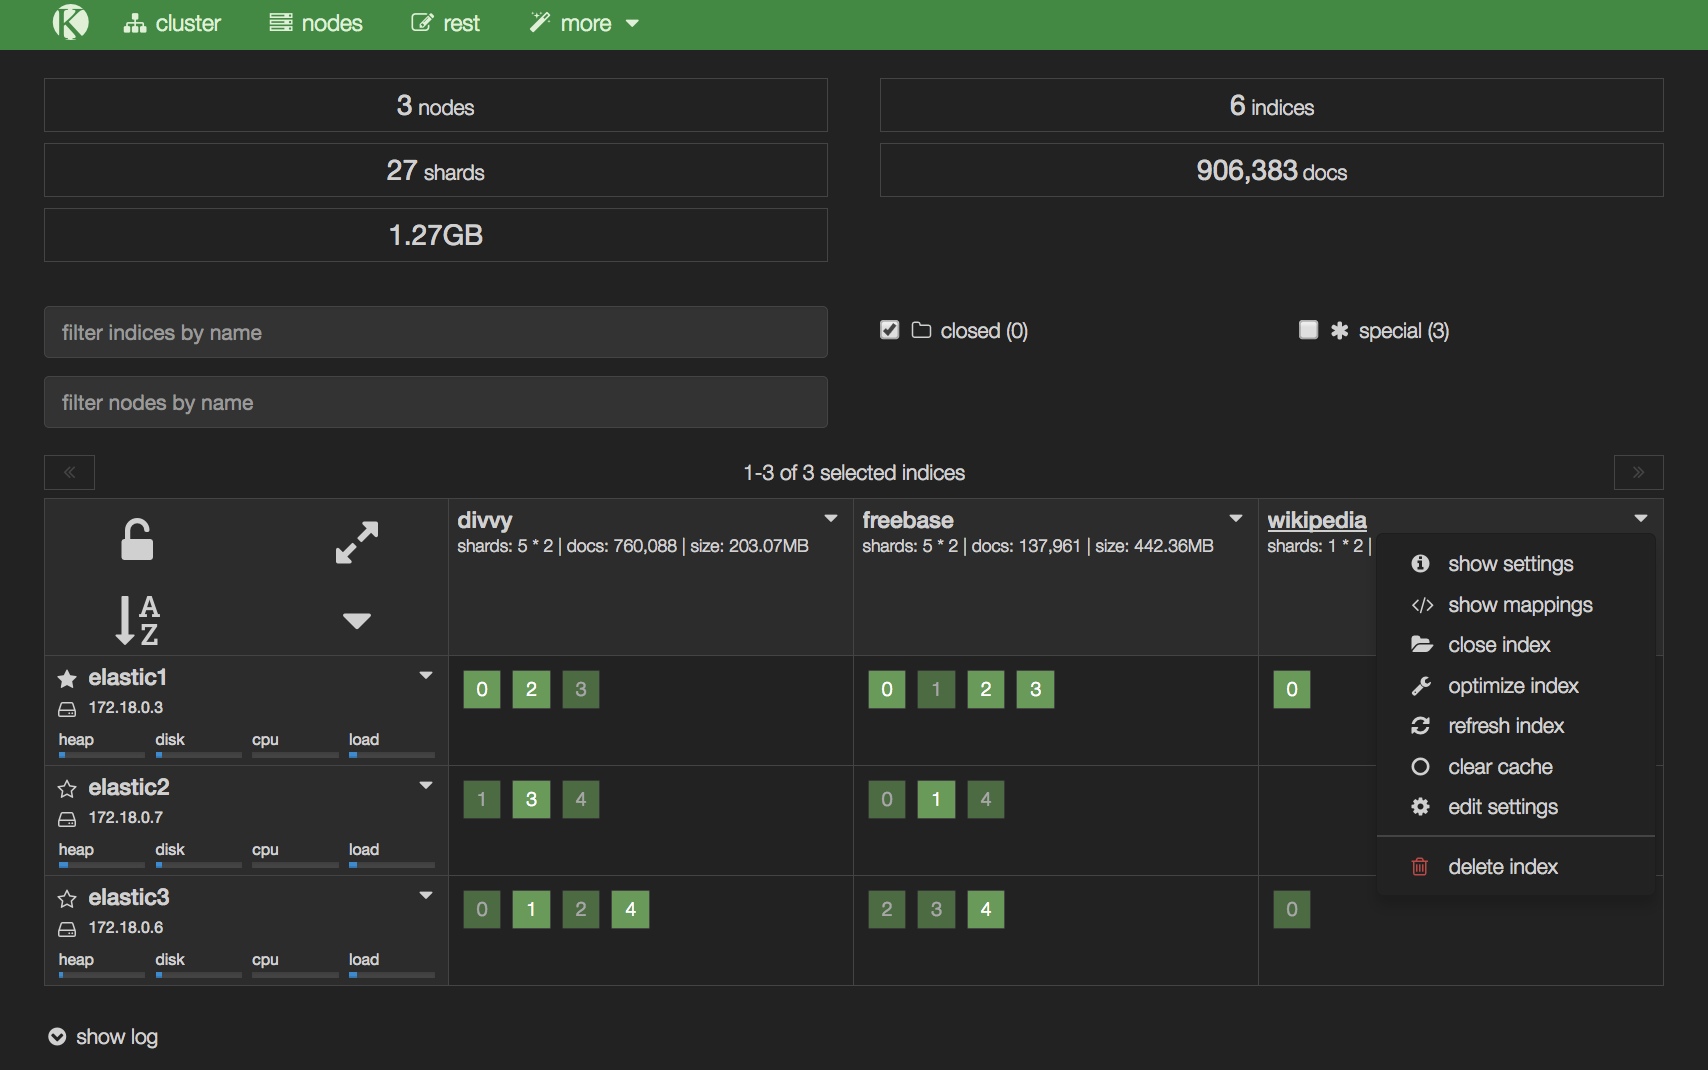 K cluster nodes rest more
3 nodes 6 indices
27 shards 906,383 docs
1.27GB
filter indices by name closed (0) special (3)
filter nodes by name
« 1-3 of 3 selected indices »
divvy freebase wikipedia
shards: 5 * 2 | docs: 760,088 | size: 203.07MB shards: 5 * 2 | docs: 137,961 | size: 442.36MB shards: 1 * 2 |
A
Z
show settings
show mappings
close index
optimize index
refresh index
clear cache
edit settings
delete index
elastic1 0 2 3 0 1 2 3 0
172.18.0.3
heap disk cpu load
elastic2 1 3 4 0 1 4
172.18.0.7
heap disk cpu load
elastic3 0 1 2 4 2 3 4 0
172.18.0.6
heap disk cpu load
show log